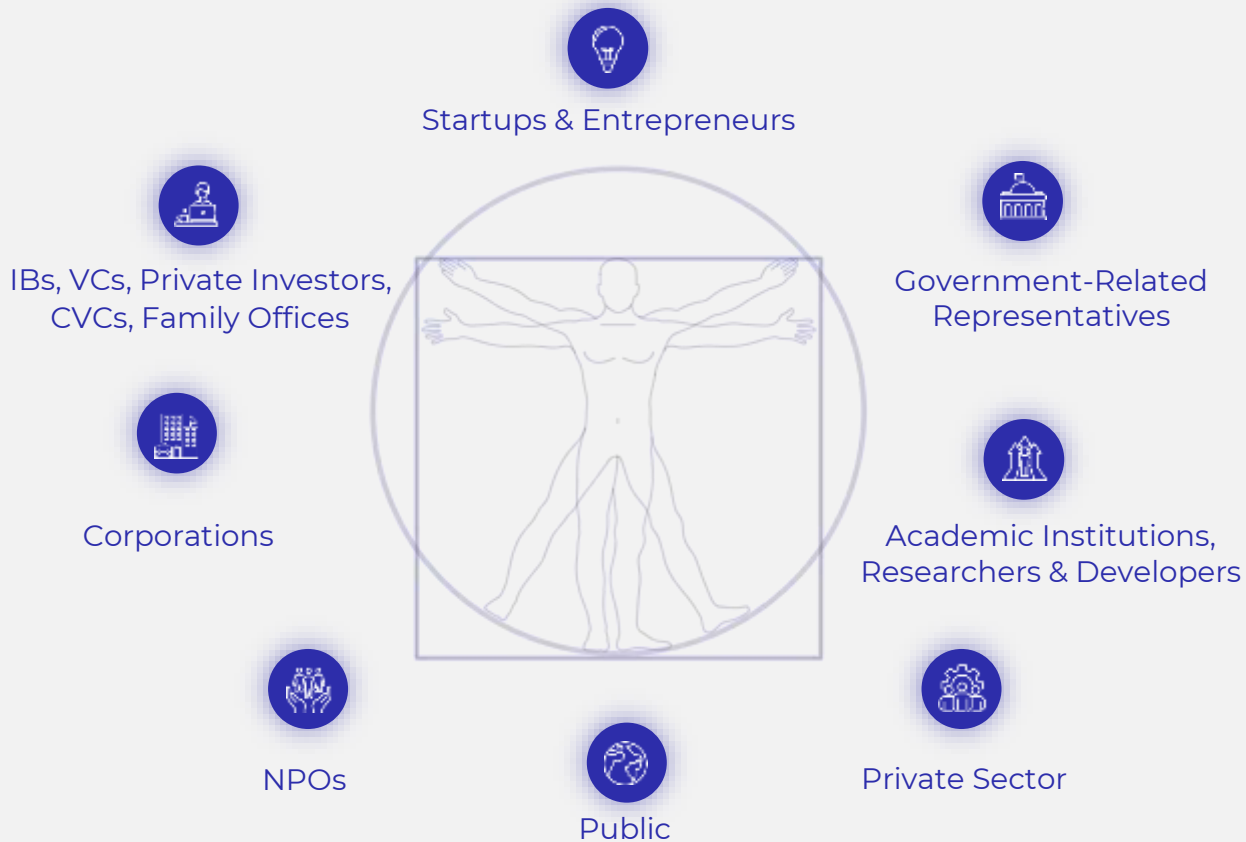 Startups & Entrepreneurs
IBs, VCs, Private Investors,
CVCs, Family Offices
Government-Related
Representatives
Corporations
Academic Institutions,
Researchers & Developers
NPOs
Private Sector
Public